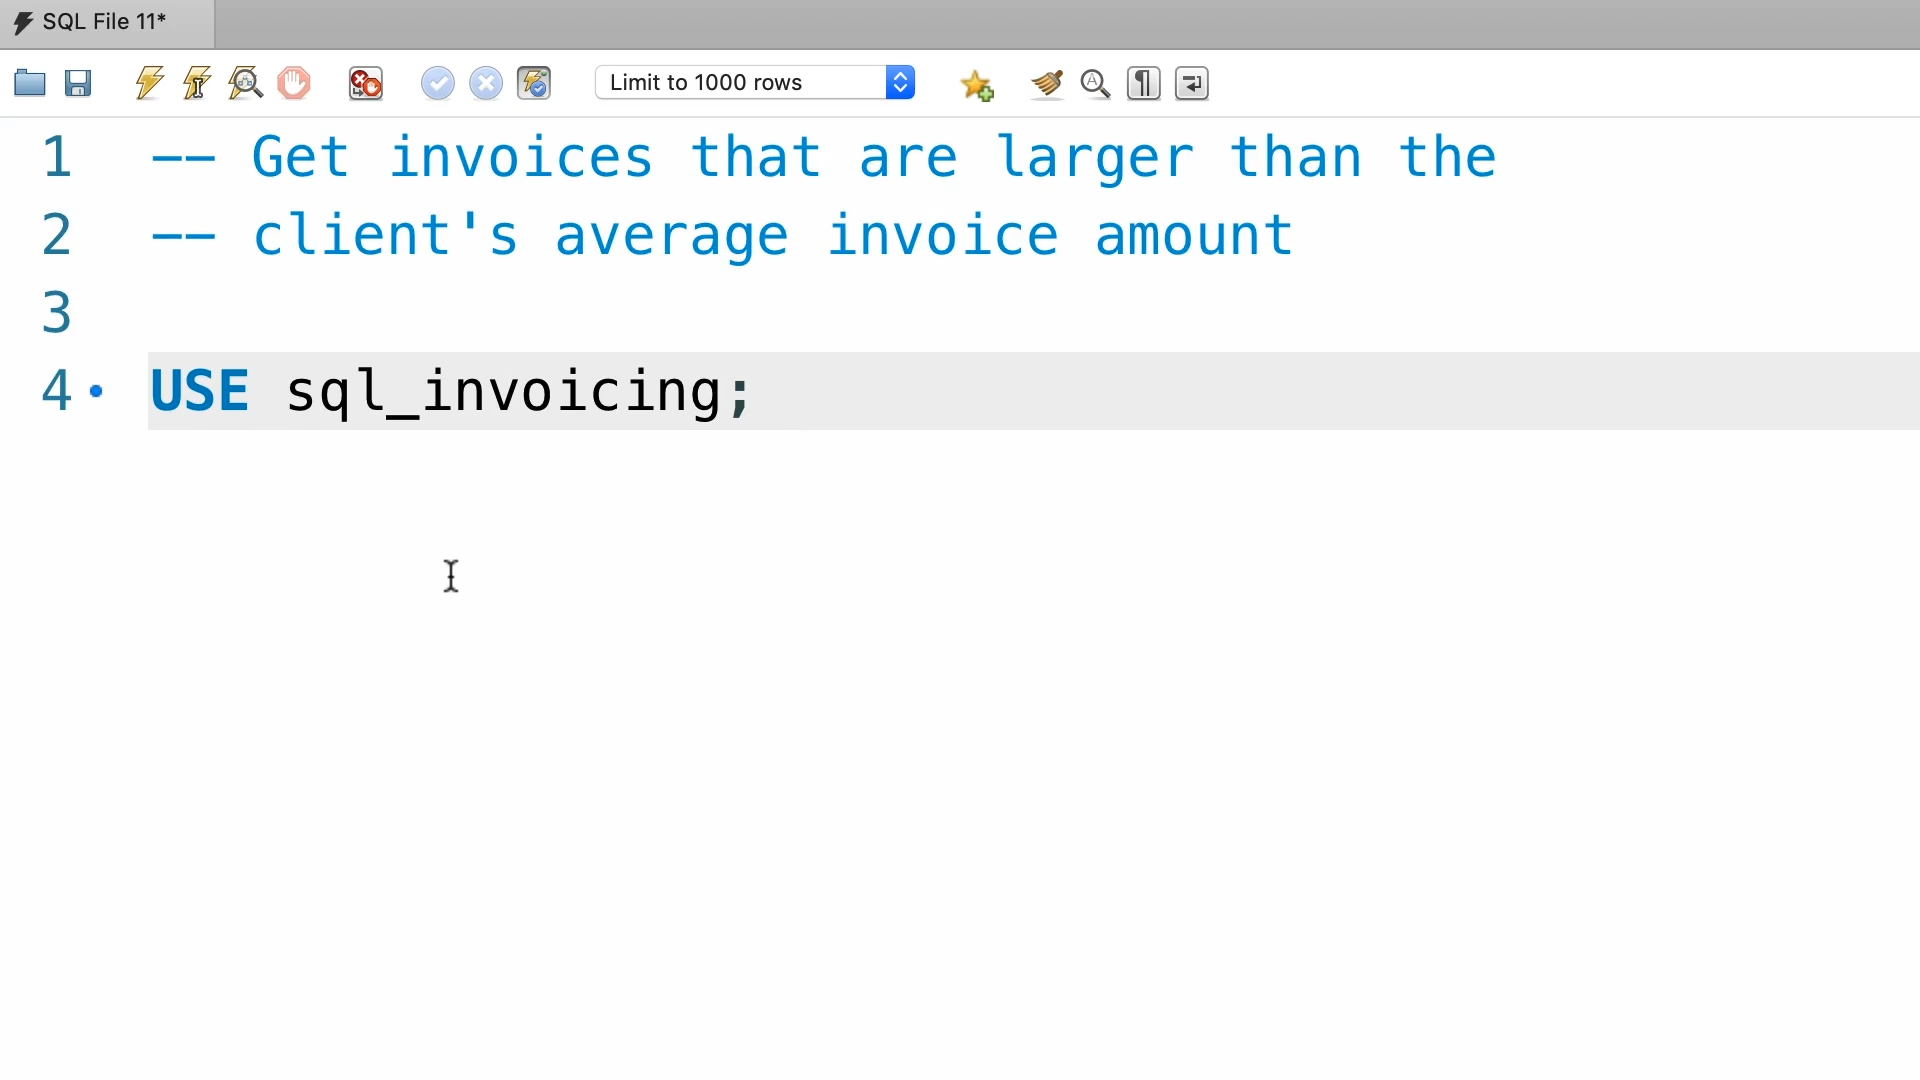 SQL File 11*
Limit to 1000 rows
1 -- Get invoices that are larger than the
2 -- client's average invoice amount
3
4 USE sql_invoicing;